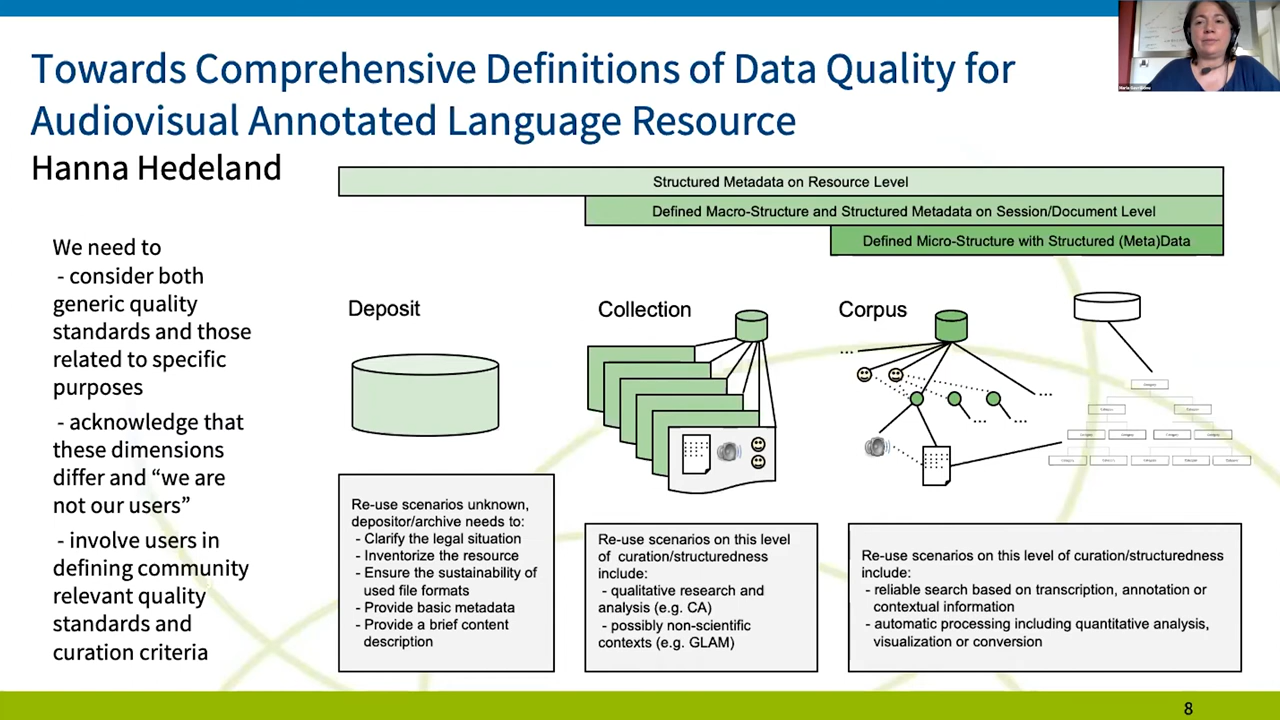 Towards Comprehensive Definitions of Data Quality for
Audiovisual Annotated Language Resource
Hanna Hedeland
We need to
- consider both
generic quality
standards and those
related to specific
purposes
- acknowledge that
these dimensions
differ and “we are
not our users”
- involve users in
defining community
relevant quality
standards and
curation criteria
Structured Metadata on Resource Level
Defined Macro-Structure and Structured Metadata on Session/Document Level
Defined Micro-Structure with Structured (Meta)Data
Deposit
Collection
Corpus
...
...
... ...
Re-use scenarios unknown,
depositor/archive needs to:
- Clarify the legal situation
- Inventorize the resource
- Ensure the sustainability of
used file formats
- Provide basic metadata
- Provide a brief content
description
Re-use scenarios on this level
of curation/structuredness
include:
- qualitative research and
analysis (e.g. CA)
- possibly non-scientific
contexts (e.g. GLAM)
Re-use scenarios on this level of curation/structuredness
include:
- reliable search based on transcription, annotation or
contextual information
- automatic processing including quantitative analysis,
visualization or conversion
8